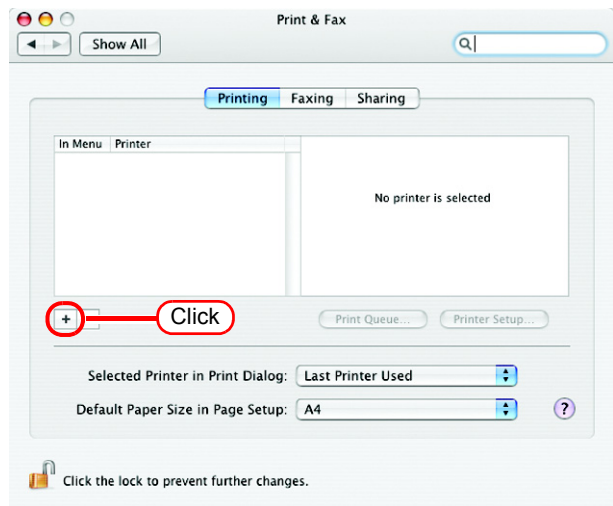 Print & Fax
Show All
Printing Faxing Sharing
In Menu Printer
No printer is selected
+ Click
Print Queue... Printer Setup...
Selected Printer in Print Dialog: Last Printer Used
Default Paper Size in Page Setup: A4 ?
Click the lock to prevent further changes.